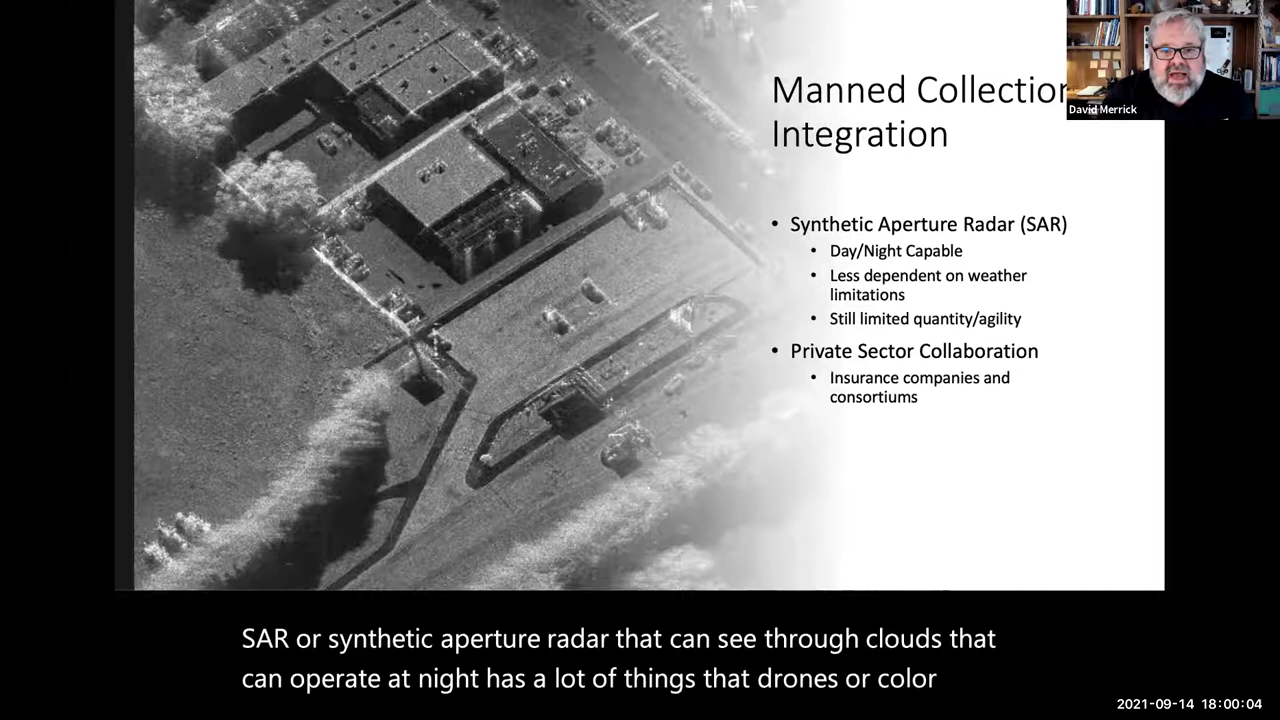 Manned Collection
Integration
David Merrick
• Synthetic Aperture Radar (SAR)
• Day/Night Capable
• Less dependent on weather
limitations
• Still limited quantity/agility
• Private Sector Collaboration
• Insurance companies and
consortiums
SAR or synthetic aperture radar that can see through clouds that
can operate at night has a lot of things that drones or color
2021-09-14 18:00:04